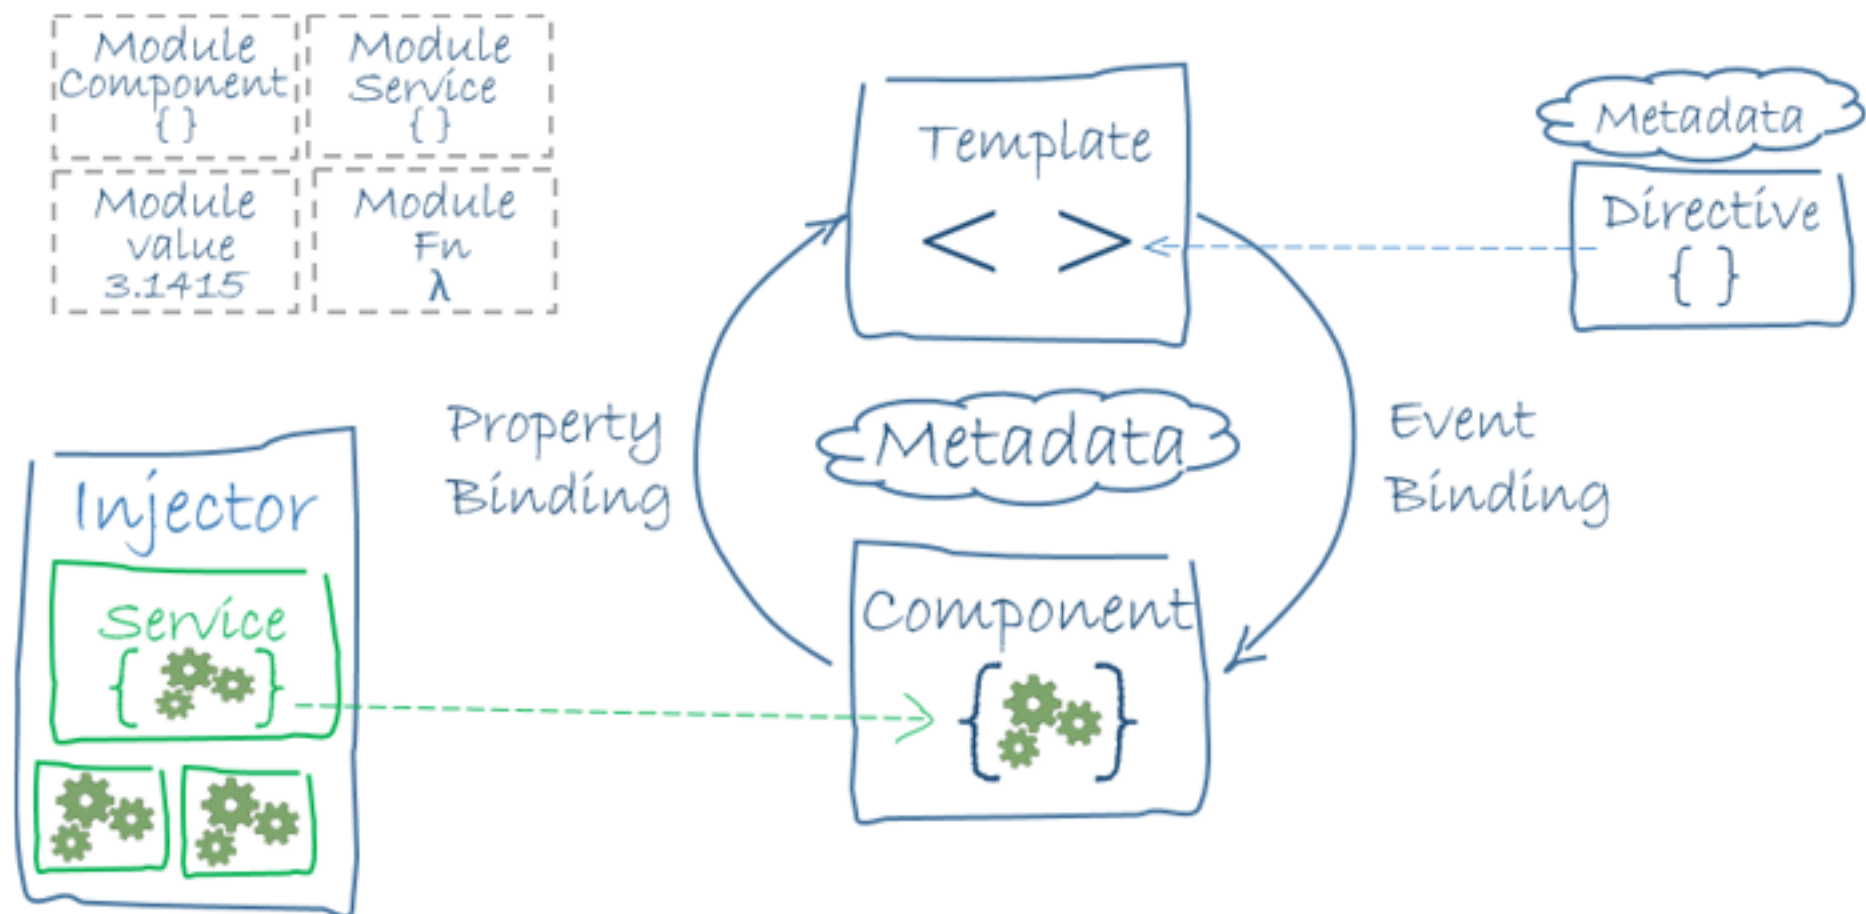 Module
Component
{ }
Module
Service
{ }
Module
value
3.1415
Module
Fn
λ
Template
< >
Metadata
Directive
{ }
Property
Binding
Metadata
Event
Binding
Injector
Service
{ }
Component
{ }